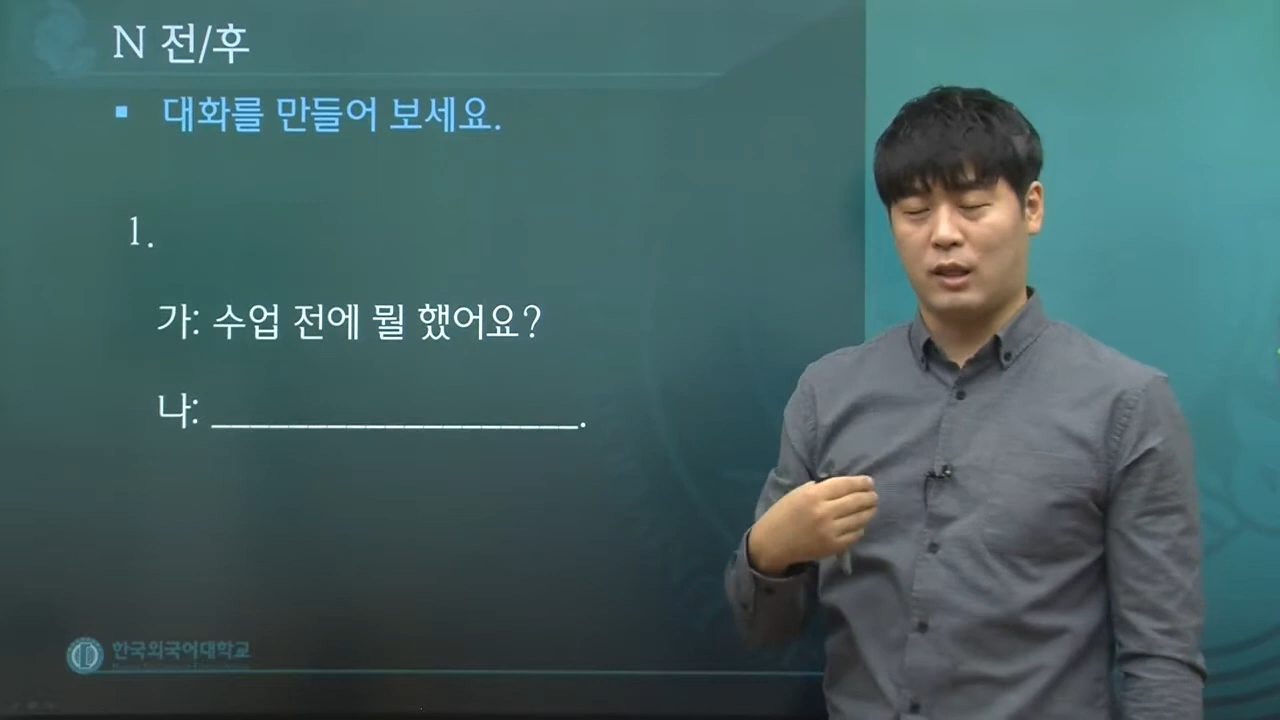 N 전/후
▪ 대화를 만들어 보세요.
1.
가: 수업 전에 뭘 했어요?
나: ___________________.
한국외국어대학교